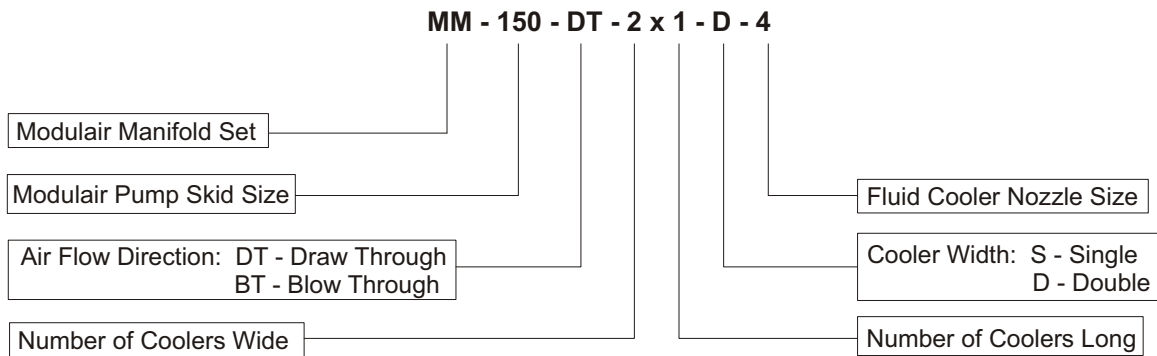 MM - 150 - DT - 2 x 1 - D - 4
Modulair Manifold Set
Modulair Pump Skid Size
Air Flow Direction: DT - Draw Through
BT - Blow Through
Number of Coolers Wide
Fluid Cooler Nozzle Size
Cooler Width: S - Single
D - Double
Number of Coolers Long